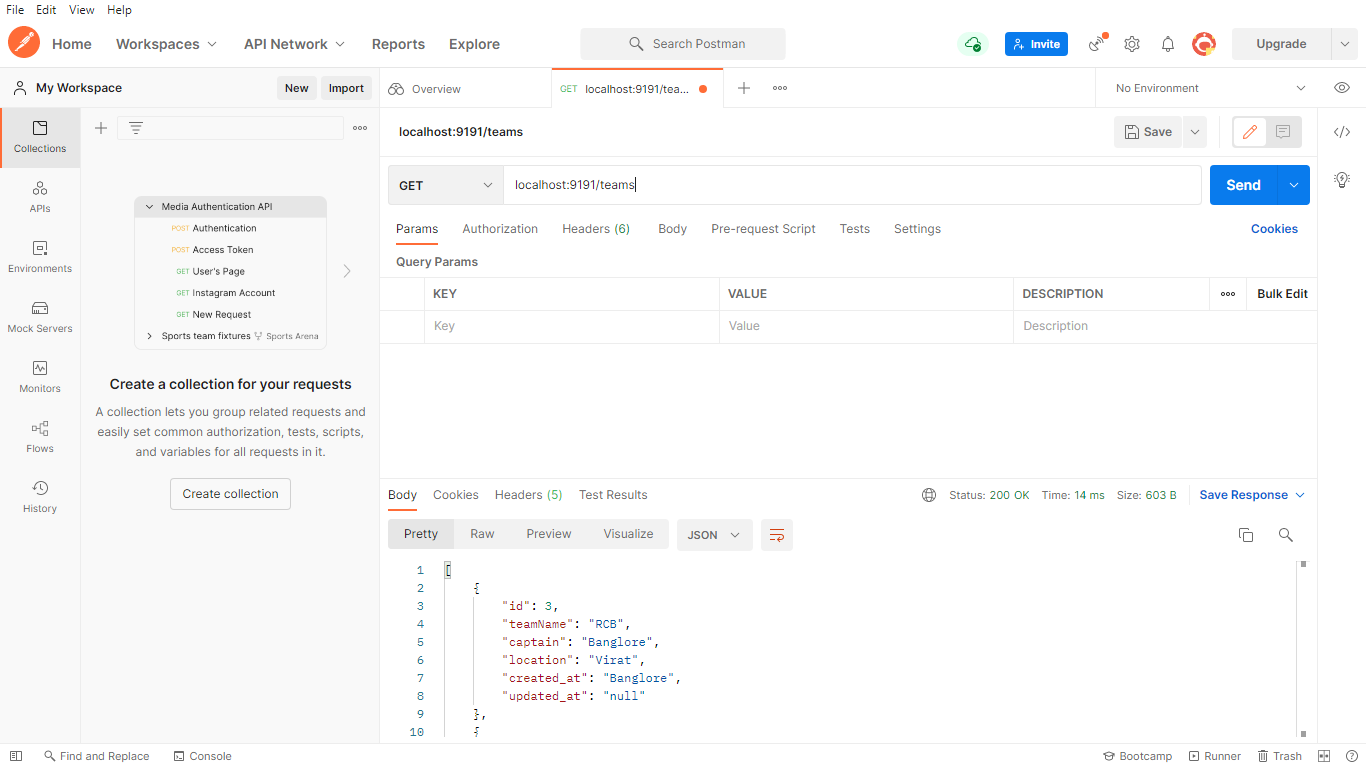 File Edit View Help
Home Workspaces API Network Reports Explore Search Postman Invite Upgrade
My Workspace New Import Overview GET localhost:9191/tea... No Environment
Collections
APIs
Environments
Mock Servers
Monitors
Flows
History
Media Authentication API
POST Authentication
POST Access Token
GET User's Page
GET Instagram Account
GET New Request
Sports team fixtures Sports Arena
Create a collection for your requests
A collection lets you group related requests and
easily set common authorization, tests, scripts,
and variables for all requests in it.
Create collection
localhost:9191/teams Save
GET localhost:9191/teams Send
Params Authorization Headers (6) Body Pre-request Script Tests Settings Cookies
Query Params
KEY VALUE DESCRIPTION Bulk Edit
Key Value Description
Body Cookies Headers (5) Test Results Status: 200 OK Time: 14 ms Size: 603 B Save Response
Pretty Raw Preview Visualize JSON
1 [
2 {
3 "id": 3,
4 "teamName": "RCB",
5 "captain": "Banglore",
6 "location": "Virat",
7 "created_at": "Banglore",
8 "updated_at": "null"
9 },
10 {
Find and Replace Console Bootcamp Runner Trash